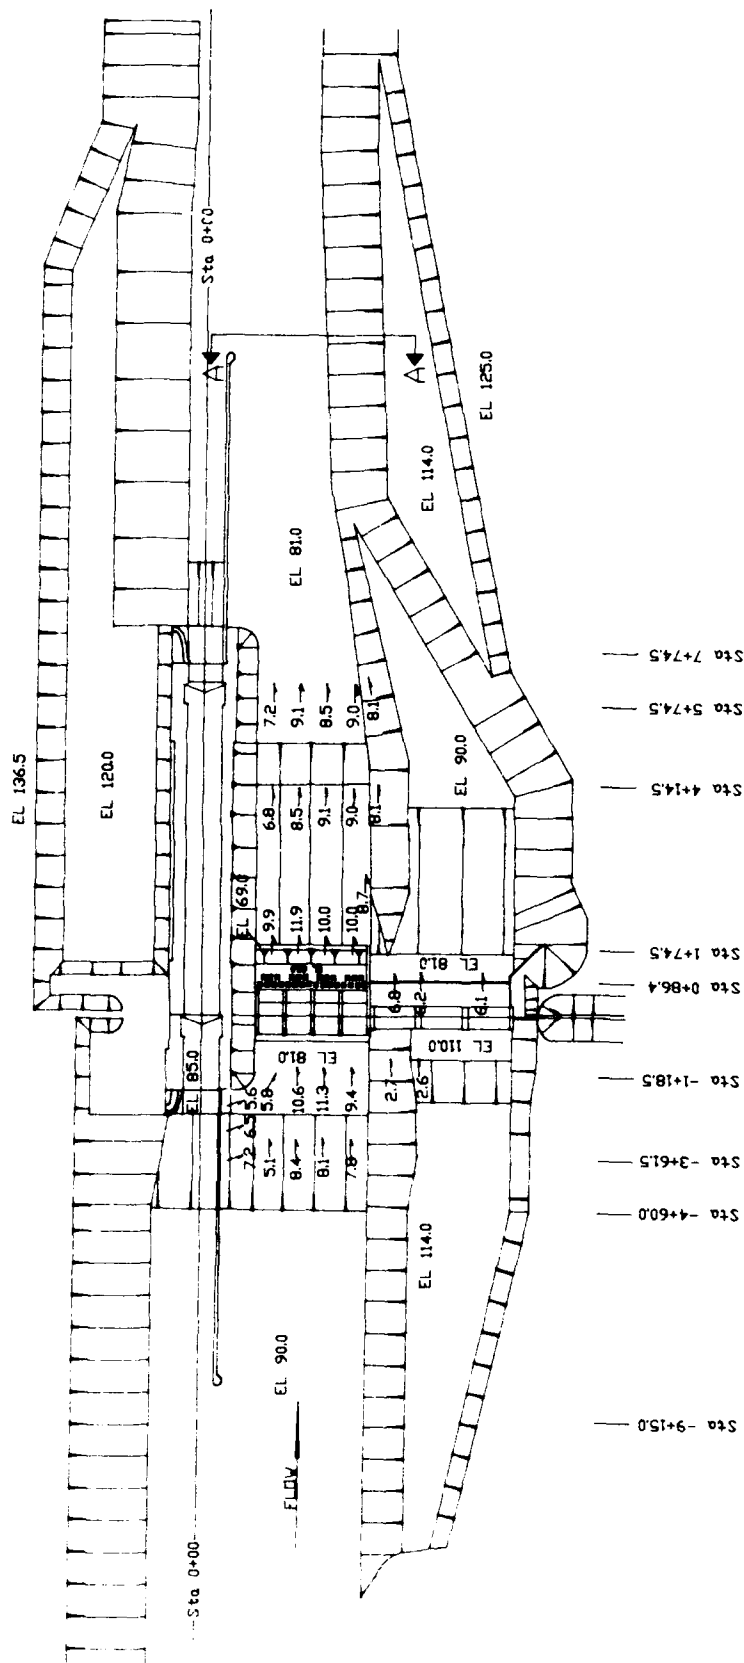 Sta 0+00
A
A
EL 125.0
EL 114.0
EL 81.0
EL 136.5
EL 120.0
EL 90.0
EL 69.0
7.2
9.1
8.5
9.0
8.1
6.8
8.5
9.1
9.0
8.1
9.9
11.9
10.0
10.0
8.7
EL 81.0
6.8
6.1
EL 110.0
EL 81.0
EL 85.0
5.6
5.8
10.6
11.3
9.4
2.7
2.6
7.2
6.5
5.1
8.4
8.1
7.8
EL 114.0
EL 90.0
FLOW
Sta 0+00
Sta 7+74.5
Sta 5+74.5
Sta 4+14.5
Sta 1+74.5
Sta 0+86.4
Sta -1+18.5
Sta -3+61.5
Sta -4+60.0
Sta -9+15.0